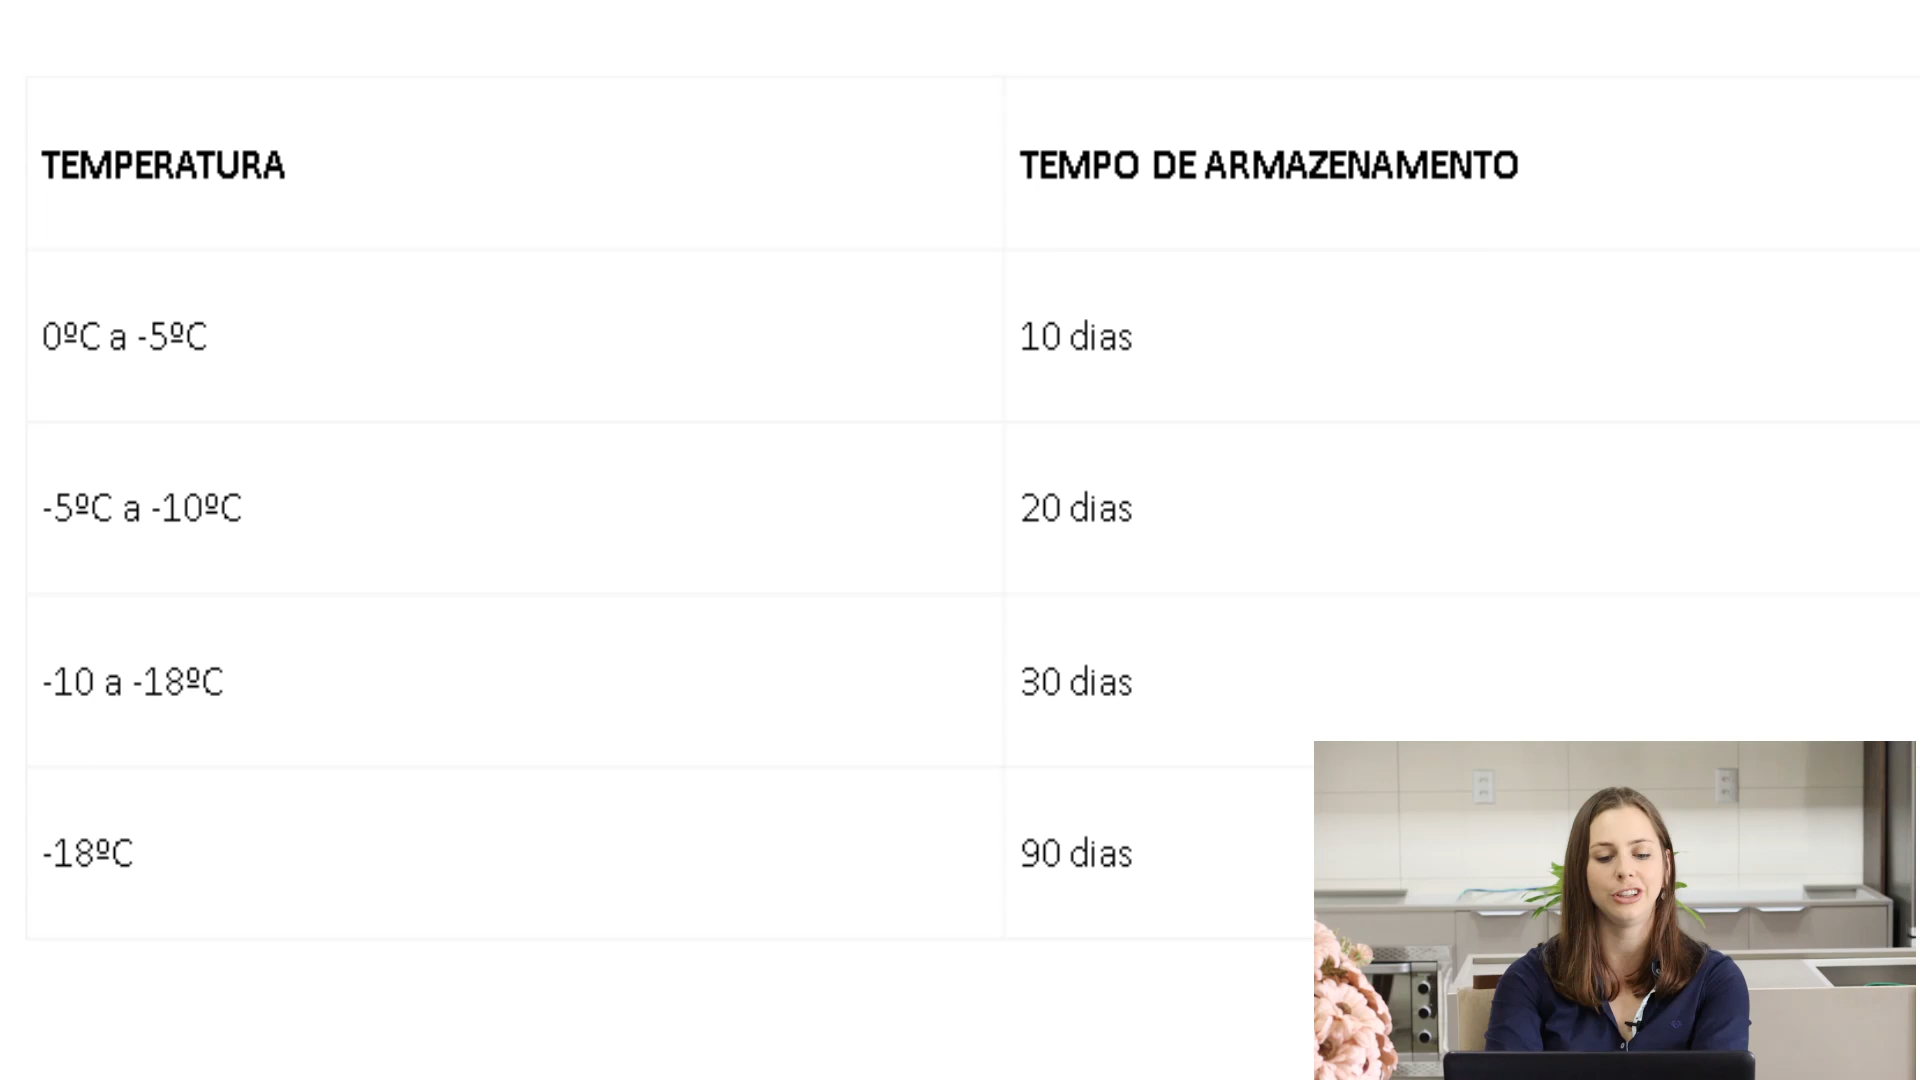 TEMPERATURA TEMPO DE ARMAZENAMENTO
0ºC a -5ºC 10 dias
-5ºC a -10ºC 20 dias
-10 a -18ºC 30 dias
-18ºC 90 dias